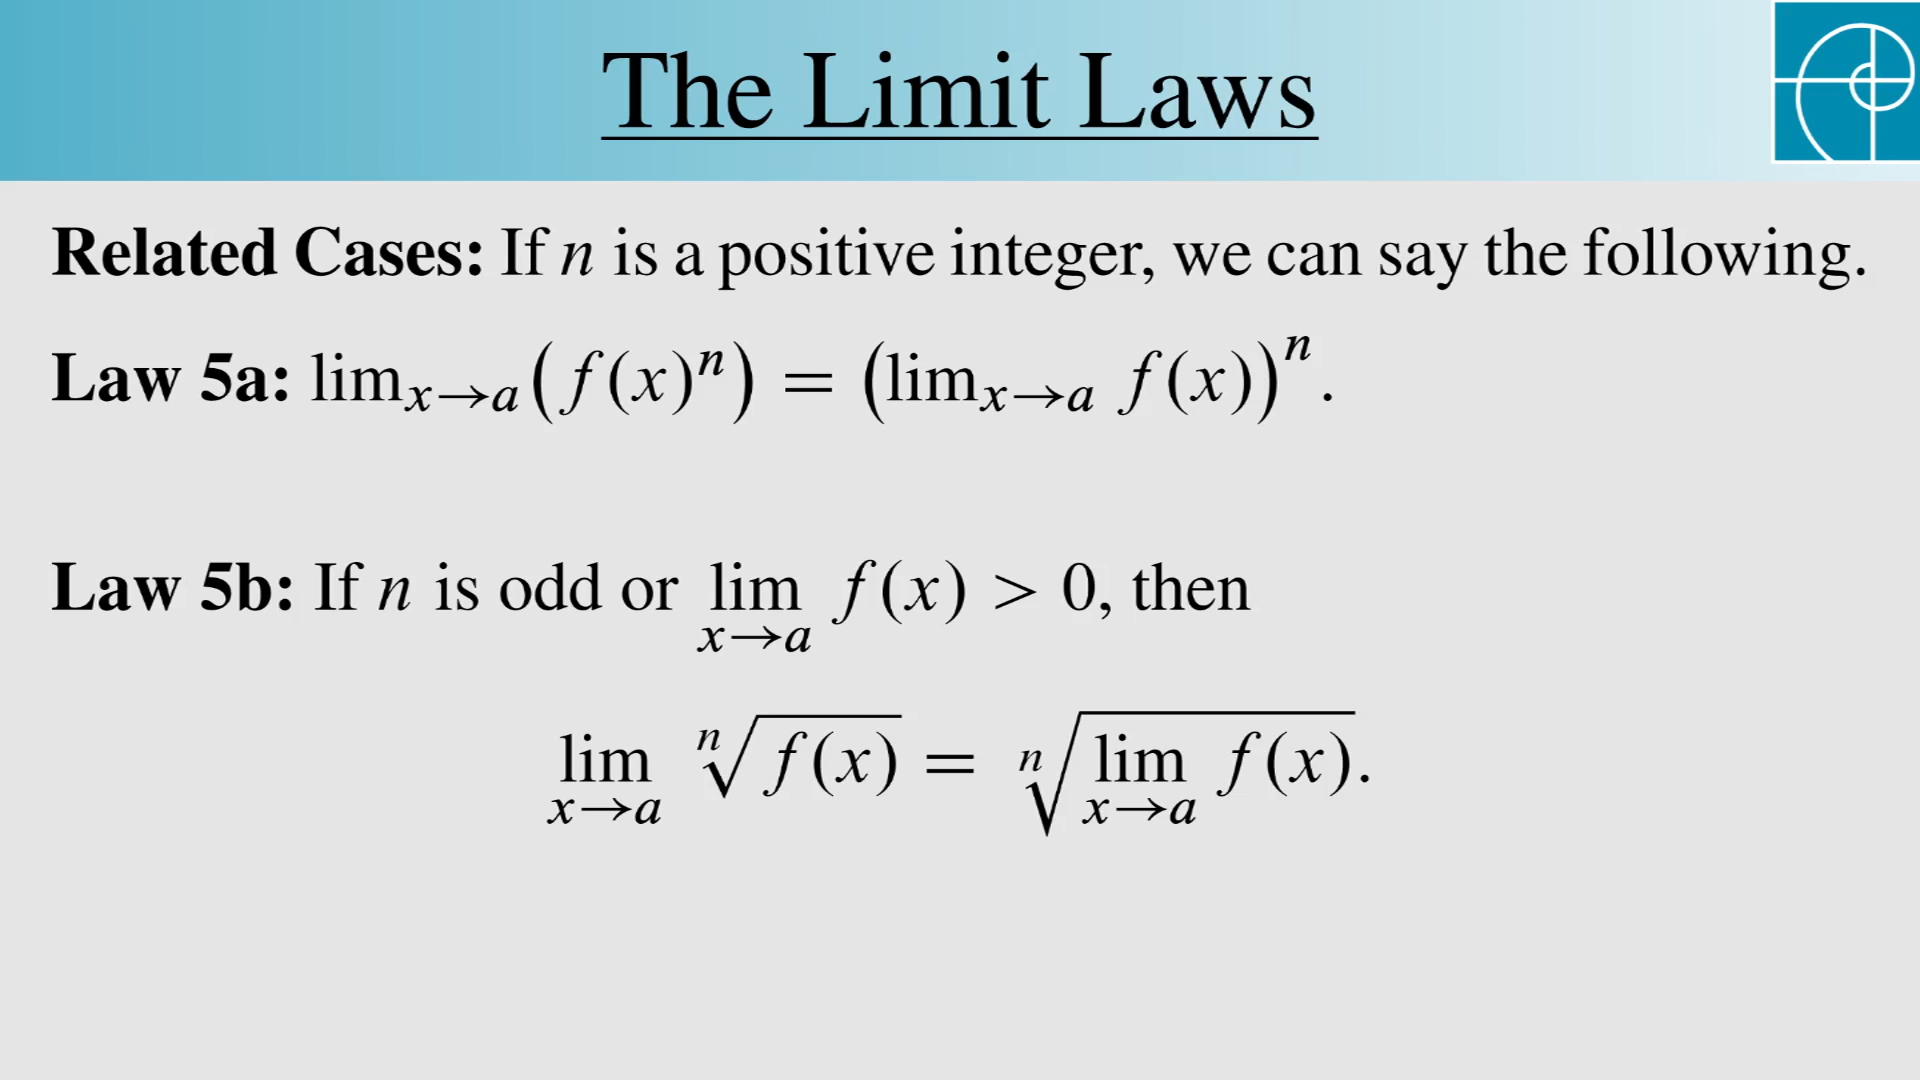 The Limit Laws
Related Cases: If n is a positive integer, we can say the following.
Law 5a: lim_{x→a} (f(x)^n) = (lim_{x→a} f(x))^n.
Law 5b: If n is odd or lim_{x→a} f(x) > 0, then
lim_{x→a} ⁿ√(f(x)) = ⁿ√(lim_{x→a} f(x)).